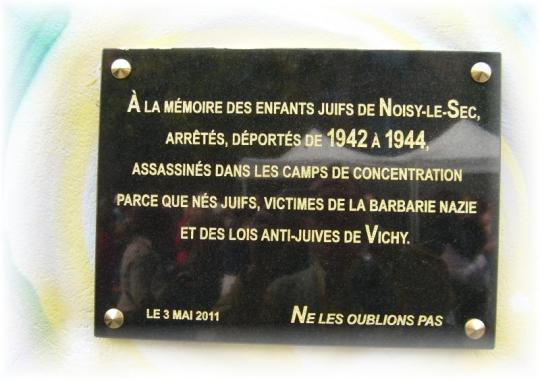 À LA MÉMOIRE DES ENFANTS JUIFS DE NOISY-LE-SEC,
ARRÊTÉS, DÉPORTÉS DE 1942 À 1944,
ASSASSINÉS DANS LES CAMPS DE CONCENTRATION
PARCE QUE NÉS JUIFS, VICTIMES DE LA BARBARIE NAZIE
ET DES LOIS ANTI-JUIVES DE VICHY.
LE 3 MAI 2011 NE LES OUBLIONS PAS